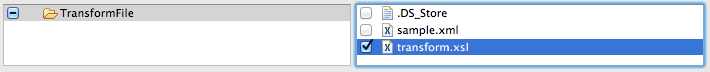 TransformFile
.DS_Store
sample.xml
transform.xsl